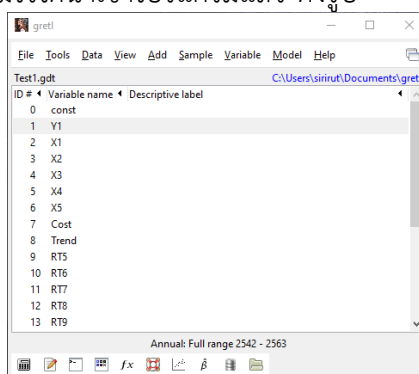 gretl
File Tools Data View Add Sample Variable Model Help
Test1.gdt C:\Users\sirirut\Documents\gret
ID # Variable name Descriptive label
0 const
1 Y1
2 X1
3 X2
4 X3
5 X4
6 X5
7 Cost
8 Trend
9 RT5
10 RT6
11 RT7
12 RT8
13 RT9
Annual: Full range 2542 - 2563
fx β̂